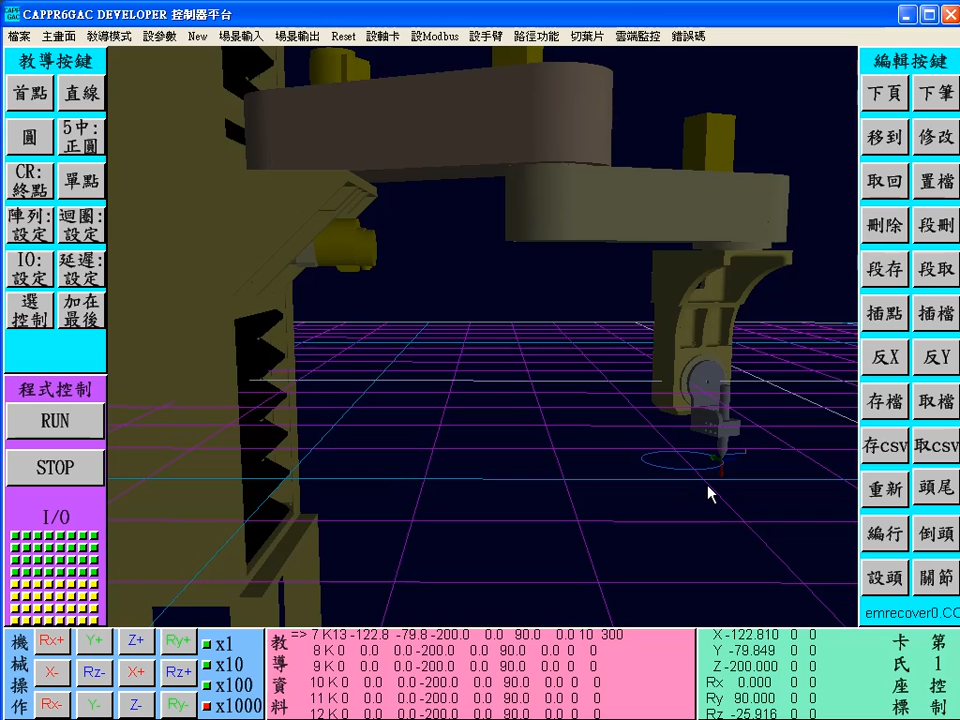 CAPPR6GAC DEVELOPER 控制器平台
檔案 主畫面 教導模式 設參數 New 場景輸入 場景輸出 Reset 設軸卡 設Modbus 設手臂 路徑功能 切葉片 雲端監控 錯誤碼
教導按鍵
首點 直線
圓 5中:正圓
CR:終點 單點
陣列:設定 迴圈:設定
IO:設定 延遲:設定
選控制 加在最後
程式控制
RUN
STOP
I/O
編輯按鍵
下頁 下筆
移到 修改
取回 置檔
刪除 段刪
段存 段取
插點 插檔
反X 反Y
存檔 取檔
存csv 取csv
重新 頭尾
編行 倒頭
設頭 關節
emrecover0.CC
機械操作
Rx+ Y+ Z+ Ry+
X- Rz- X+ Rz+
Rx- Y- Z- Ry-
x1
x10
x100
x1000
教導資料
=> 7 K13 -122.8 -79.8 -200.0 0.0 90.0 0.0 10 300
8 K 0 0.0 0.0 -200.0 0.0 90.0 0.0 0 0
9 K 0 0.0 0.0 -200.0 0.0 90.0 0.0 0 0
10 K 0 0.0 0.0 -200.0 0.0 90.0 0.0 0 0
11 K 0 0.0 0.0 -200.0 0.0 90.0 0.0 0 0
12 K 0 0.0 0.0 -200.0 0.0 90.0 0.0 0 0
X -122.810 0 0
Y -79.849 0 0
Z -200.000 0 0
Rx 0.000 0 0
Ry 90.000 0 0
Rz -25.916 0 0
卡氏座標
第1控制